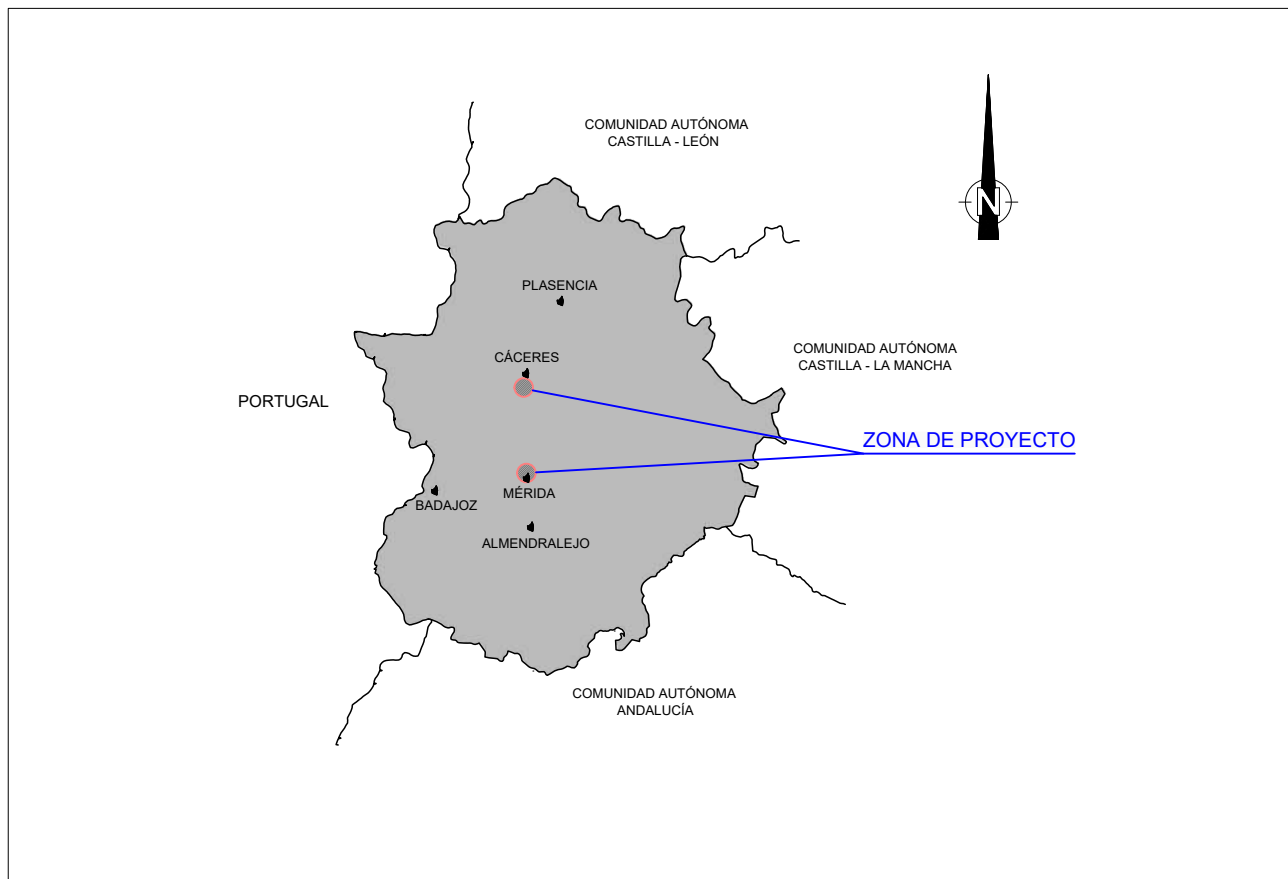 COMUNIDAD AUTÓNOMA
CASTILLA - LEÓN
N
PLASENCIA
CÁCERES
COMUNIDAD AUTÓNOMA
CASTILLA - LA MANCHA
PORTUGAL
ZONA DE PROYECTO
MÉRIDA
BADAJOZ
ALMENDRALEJO
COMUNIDAD AUTÓNOMA
ANDALUCÍA